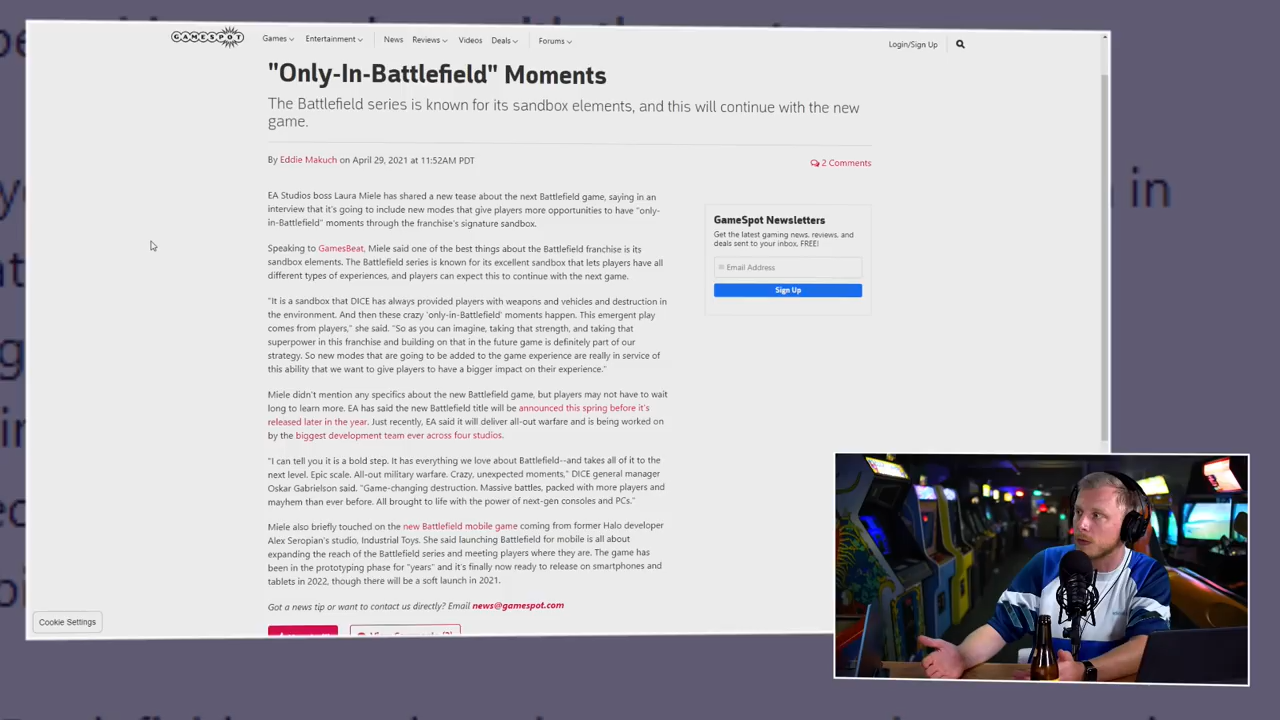 GAMESPOT
Games Entertainment News Reviews Videos Deals Forums Login/Sign Up
"Only-In-Battlefield" Moments
The Battlefield series is known for its sandbox elements, and this will continue with the new
game.
By Eddie Makuch on April 29, 2021 at 11:52AM PDT
2 Comments
EA Studios boss Laura Miele has shared a new tease about the next Battlefield game, saying in an
interview that it's going to include new modes that give players more opportunities to have "only-
in-Battlefield" moments through the franchise's signature sandbox.
Speaking to GamesBeat, Miele said one of the best things about the Battlefield franchise is its
sandbox elements. The Battlefield series is known for its excellent sandbox that lets players have all
different types of experiences, and players can expect this to continue with the next game.
"It is a sandbox that DICE has always provided players with weapons and vehicles and destruction in
the environment. And then these crazy 'only-in-Battlefield' moments happen. This emergent play
comes from players," she said. "So as you can imagine, taking that strength, and taking that
superpower in this franchise and building on that in the future game is definitely part of our
strategy. So new modes that are going to be added to the game experience are really in service of
this ability that we want to give players to have a bigger impact on their experience."
Miele didn't mention any specifics about the new Battlefield game, but players may not have to wait
long to learn more. EA has said the new Battlefield title will be announced this spring before it's
released later in the year. Just recently, EA said it will deliver all-out warfare and is being worked on
by the biggest development team ever across four studios.
"I can tell you it is a bold step. It has everything we love about Battlefield--and takes all of it to the
next level. Epic scale. All-out military warfare. Crazy, unexpected moments," DICE general manager
Oskar Gabrielson said. "Game-changing destruction. Massive battles, packed with more players and
mayhem than ever before. All brought to life with the power of next-gen consoles and PCs."
Miele also briefly touched on the new Battlefield mobile game coming from former Halo developer
Alex Seropian's studio, Industrial Toys. She said launching Battlefield for mobile is all about
expanding the reach of the Battlefield series and meeting players where they are. The game has
been in the prototyping phase for "years" and it's finally now ready to release on smartphones and
tablets in 2022, though there will be a soft launch in 2021.
Got a news tip or want to contact us directly? Email news@gamespot.com
GameSpot Newsletters
Get the latest gaming news, reviews, and
deals sent to your inbox, FREE!
Email Address
Sign Up
Cookie Settings
in